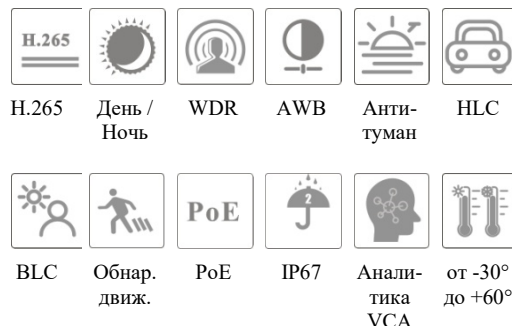 H.265
PoE
2
H.265 День / Ночь WDR AWB Анти-туман HLC
BLC Обнар. движ. PoE IP67 Анали-тика VCA от -30° до +60°